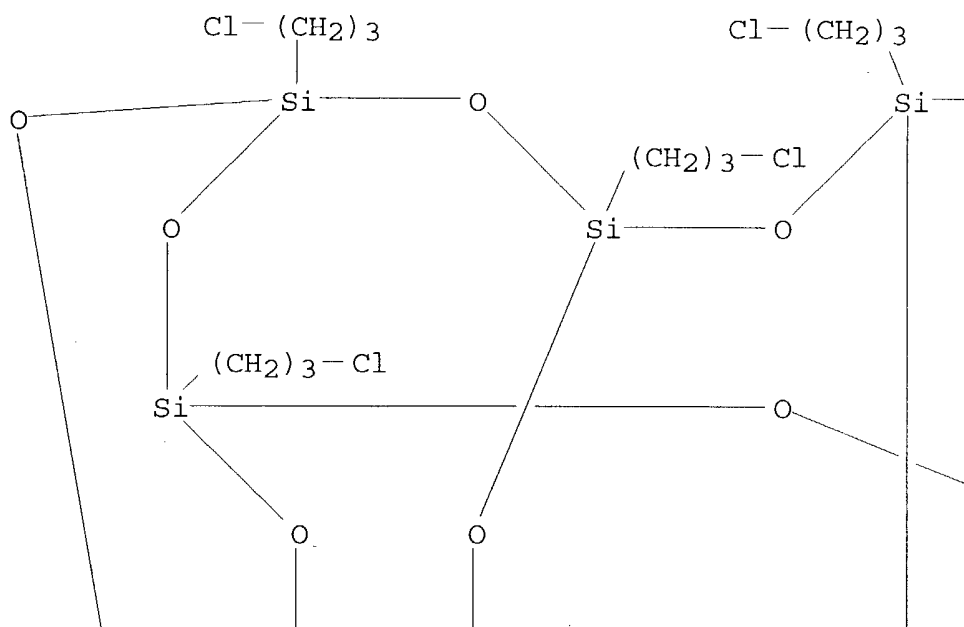 Cl—(CH2)3 Cl—(CH2)3
Si O Si
O
(CH2)3—Cl
O Si O
(CH2)3—Cl
Si O
O O